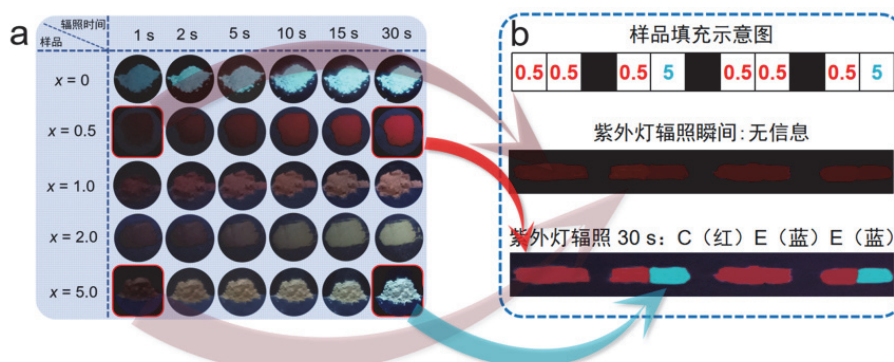 a
辐照时间
样品
1 s 2 s 5 s 10 s 15 s 30 s
x = 0
x = 0.5
x = 1.0
x = 2.0
x = 5.0
b
样品填充示意图
0.5 0.5 0.5 5 0.5 0.5 0.5 5
紫外灯辐照瞬间:无信息
紫外灯辐照 30 s:C(红)E(蓝)E(蓝)